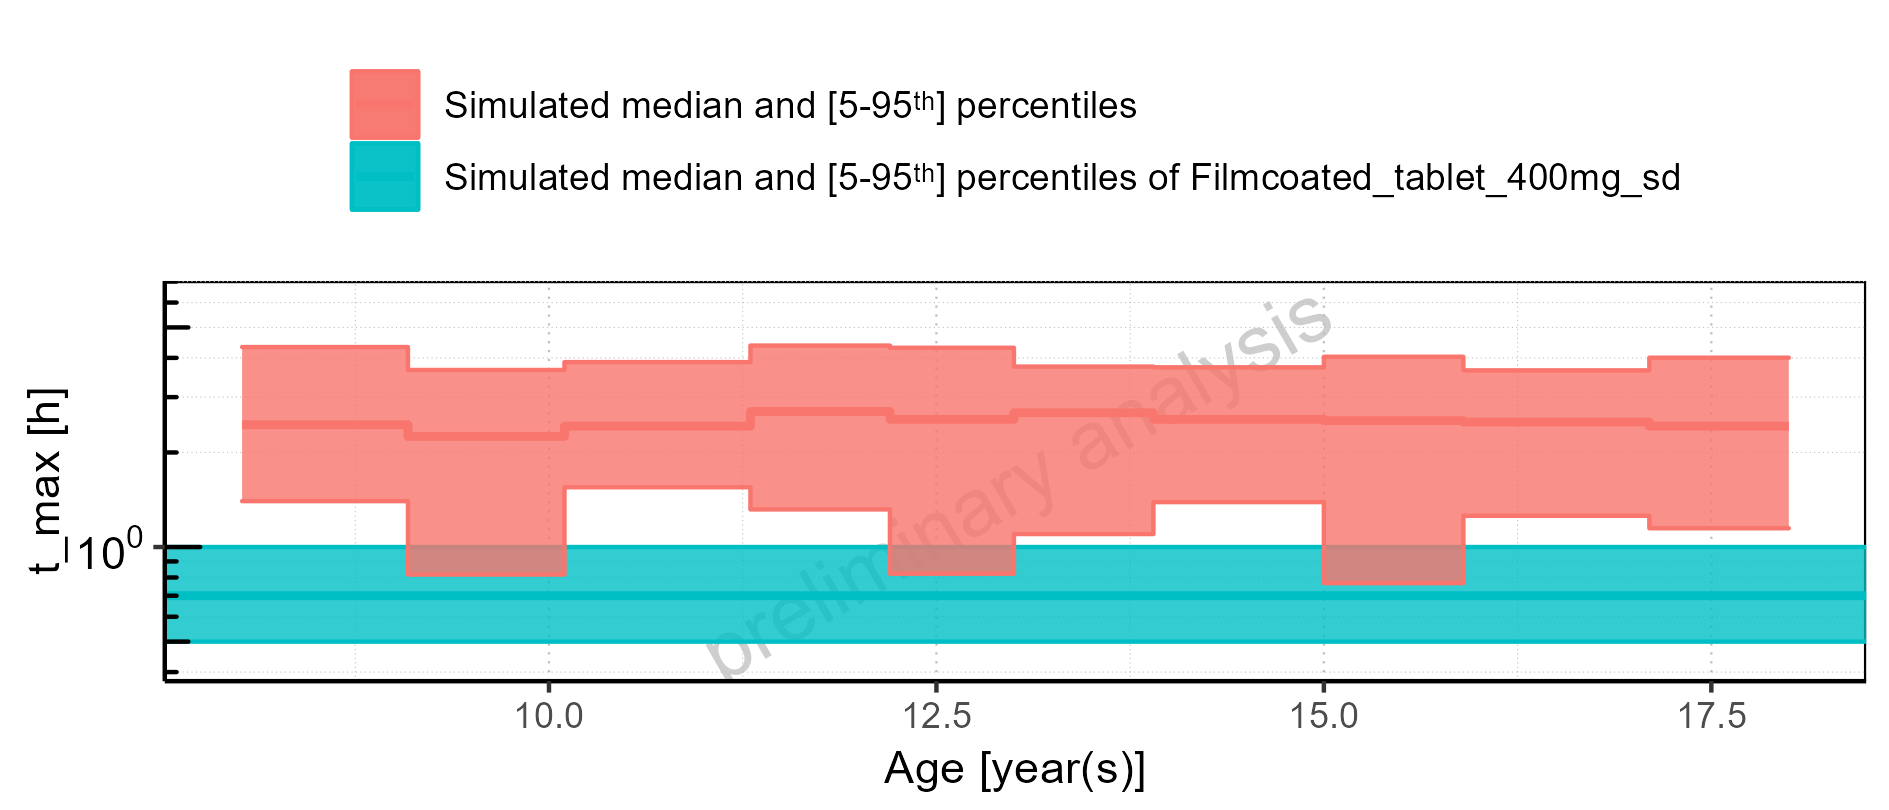 Simulated median and [5-95th] percentiles
Simulated median and [5-95th] percentiles of Filmcoated_tablet_400mg_sd
preliminary analysis
t_max [h]
10⁰
10.0 12.5 15.0 17.5
Age [year(s)]